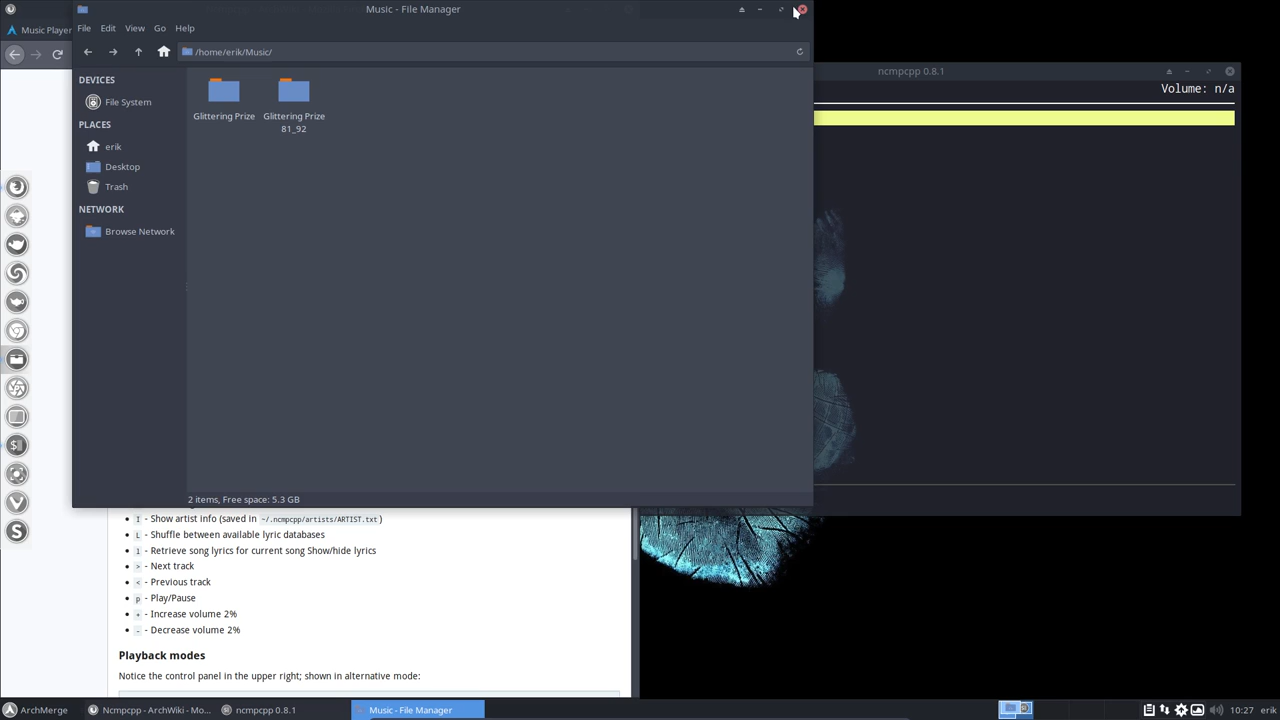 Music - File Manager
Music Player
File Edit View Go Help
/home/erik/Music/
DEVICES
File System
PLACES
erik
Desktop
Trash
NETWORK
Browse Network
Glittering Prize
Glittering Prize
81_92
2 items, Free space: 5.3 GB
ncmpcpp 0.8.1
Volume: n/a
I - Show artist info (saved in ~/.ncmpcpp/artists/ARTIST.txt)
L - Shuffle between available lyric databases
l - Retrieve song lyrics for current song Show/hide lyrics
> - Next track
< - Previous track
p - Play/Pause
+ - Increase volume 2%
- - Decrease volume 2%
Playback modes
Notice the control panel in the upper right; shown in alternative mode:
ArchMerge
Ncmpcpp - ArchWiki - Mo...
ncmpcpp 0.8.1
Music - File Manager
10:27 erik